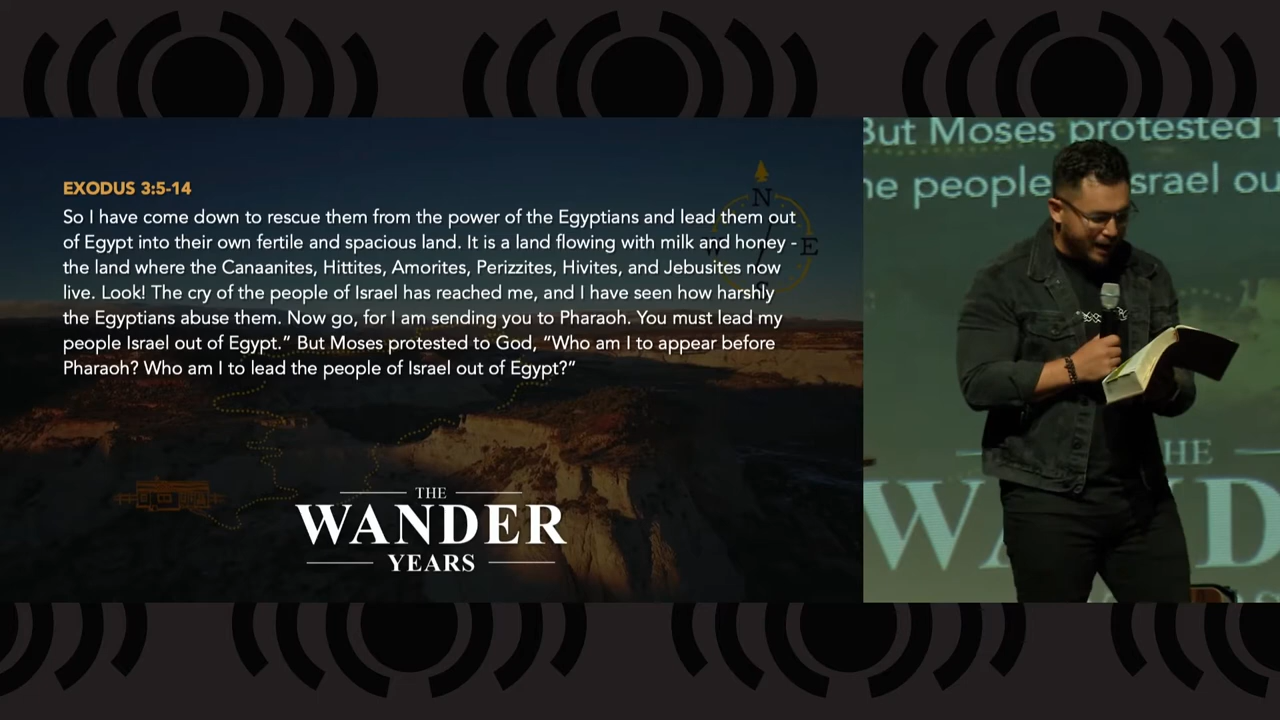 EXODUS 3:5-14
So I have come down to rescue them from the power of the Egyptians and lead them out
of Egypt into their own fertile and spacious land. It is a land flowing with milk and honey -
the land where the Canaanites, Hittites, Amorites, Perizzites, Hivites, and Jebusites now
live. Look! The cry of the people of Israel has reached me, and I have seen how harshly
the Egyptians abuse them. Now go, for I am sending you to Pharaoh. You must lead my
people Israel out of Egypt.” But Moses protested to God, “Who am I to appear before
Pharaoh? Who am I to lead the people of Israel out of Egypt?”
N
W E
S
THE
WANDER
YEARS
But Moses protested
he people srael ou
HE
WA D